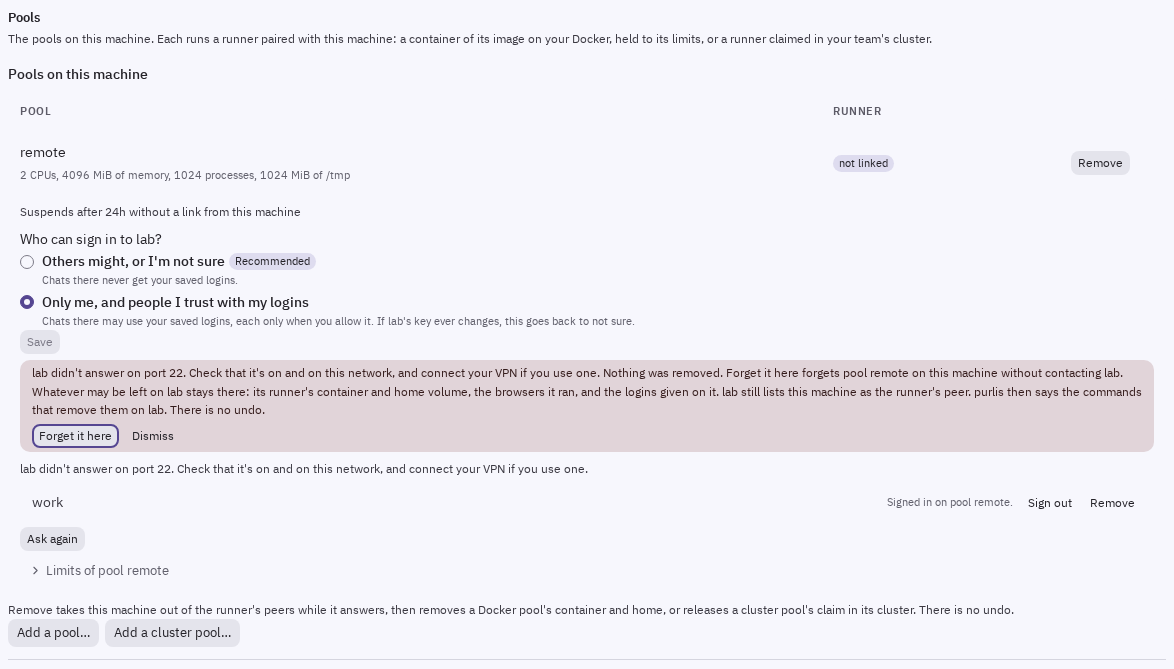 Pools
The pools on this machine. Each runs a runner paired with this machine: a container of its image on your Docker, held to its limits, or a runner claimed in your team's cluster.
Pools on this machine
POOL RUNNER
remote
2 CPUs, 4096 MiB of memory, 1024 processes, 1024 MiB of /tmp
not linked
Remove
Suspends after 24h without a link from this machine
Who can sign in to lab?
Others might, or I'm not sure Recommended
Chats there never get your saved logins.
Only me, and people I trust with my logins
Chats there may use your saved logins, each only when you allow it. If lab's key ever changes, this goes back to not sure.
Save
lab didn't answer on port 22. Check that it's on and on this network, and connect your VPN if you use one. Nothing was removed. Forget it here forgets pool remote on this machine without contacting lab.
Whatever may be left on lab stays there: its runner's container and home volume, the browsers it ran, and the logins given on it. lab still lists this machine as the runner's peer. purlis then says the commands
that remove them on lab. There is no undo.
Forget it here Dismiss
lab didn't answer on port 22. Check that it's on and on this network, and connect your VPN if you use one.
work Signed in on pool remote. Sign out Remove
Ask again
Limits of pool remote
Remove takes this machine out of the runner's peers while it answers, then removes a Docker pool's container and home, or releases a cluster pool's claim in its cluster. There is no undo.
Add a pool... Add a cluster pool...